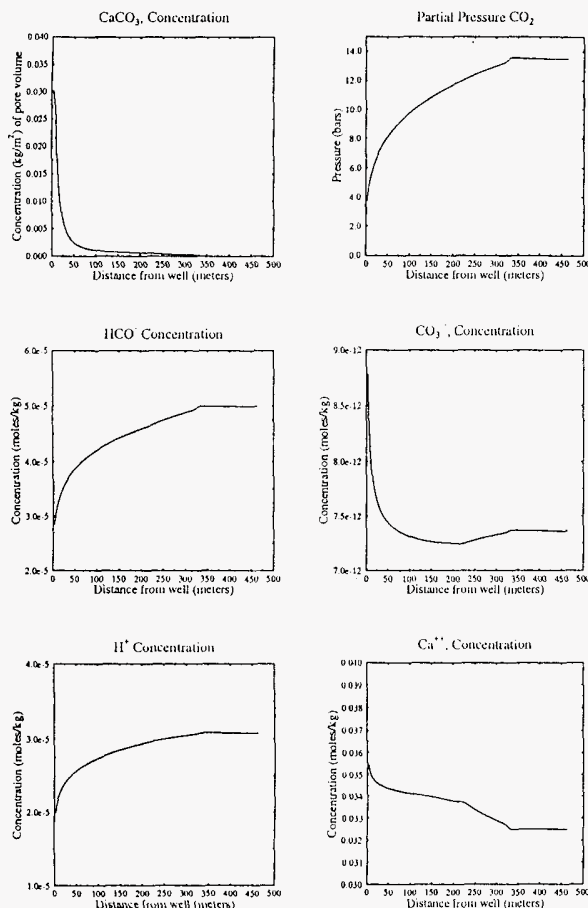 CaCO₃, Concentration
Concentration (kg/m³) of pore volume
0.040
0.035
0.030
0.025
0.020
0.015
0.010
0.005
0.000
0 50 100 150 200 250 300 350 400 450 500
Distance from well (meters)
Partial Pressure CO₂
Pressure (bars)
14.0
12.0
10.0
8.0
6.0
4.0
2.0
0.0
0 50 100 150 200 250 300 350 400 450 500
Distance from well (meters)
HCO⁻ Concentration
Concentration (moles/kg)
6.0e-5
5.0e-5
4.0e-5
3.0e-5
2.0e-5
0 50 100 150 200 250 300 350 400 450 500
Distance from well (meters)
CO₃⁻, Concentration
Concentration (moles/kg)
9.0e-12
8.5e-12
8.0e-12
7.5e-12
7.0e-12
0 50 100 150 200 250 300 350 400 450 500
Distance from well (meters)
H⁺ Concentration
Concentration (moles/kg)
4.0e-5
3.0e-5
2.0e-5
1.0e-5
0 50 100 150 200 250 300 350 400 450 500
Distance from well (meters)
Ca⁺⁺, Concentration
Concentration (moles/kg)
0.040
0.039
0.038
0.037
0.036
0.035
0.034
0.033
0.032
0.031
0.030
0 50 100 150 200 250 300 350 400 450 500
Distance from well (meters)